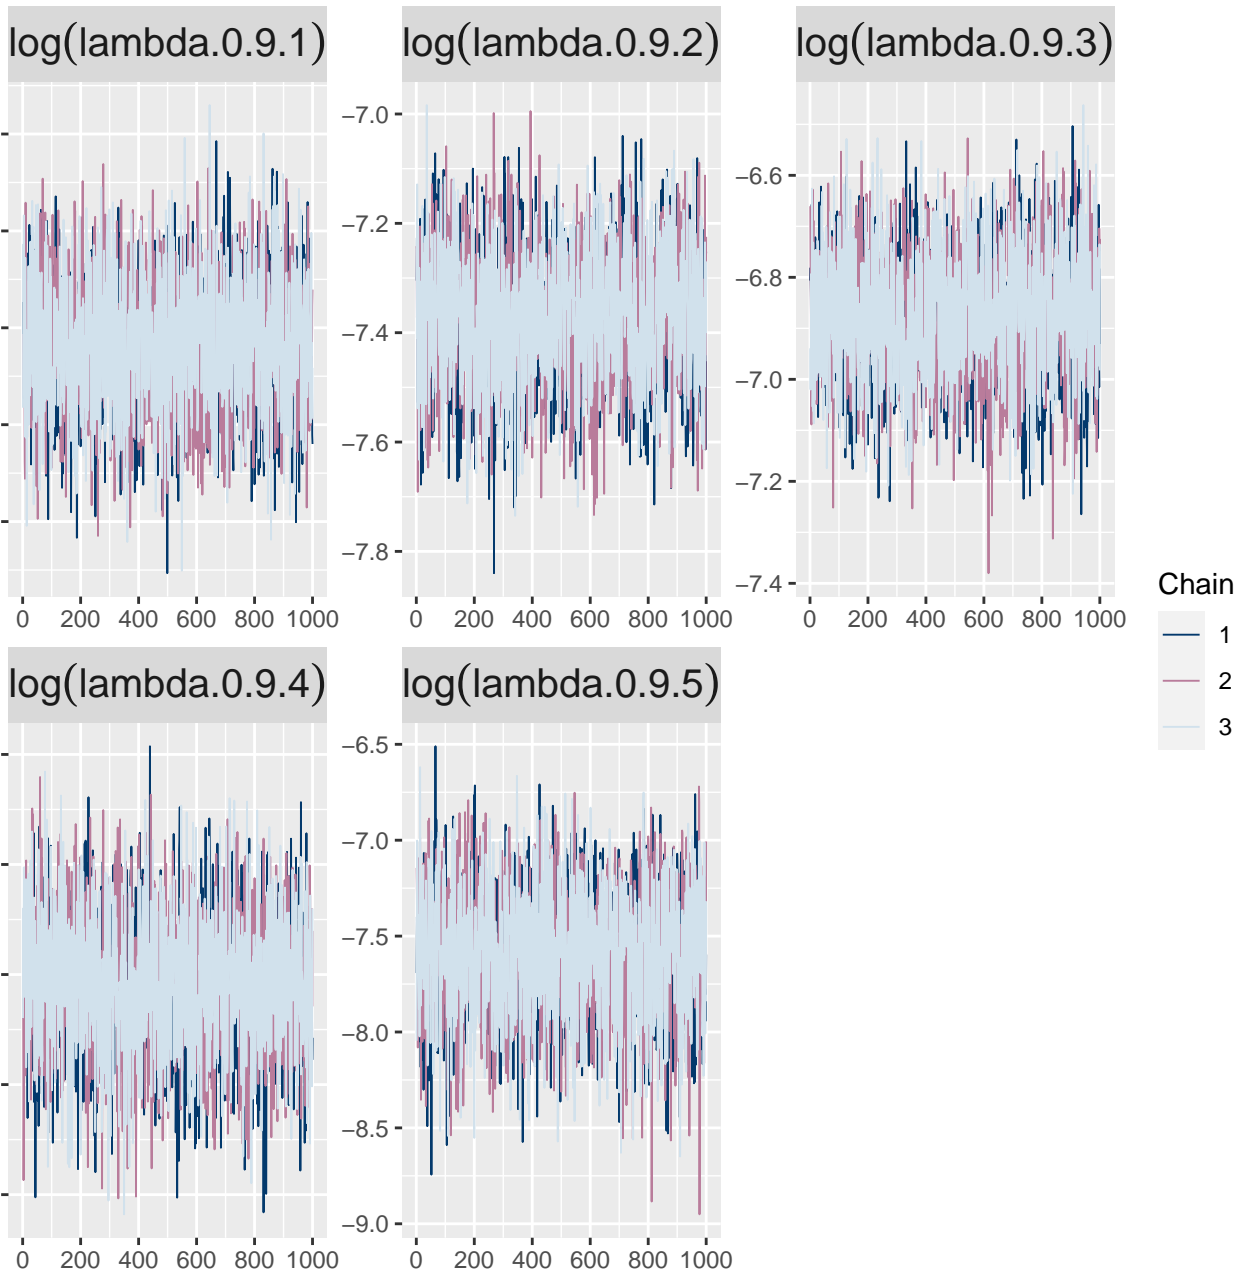 log(lambda.0.9.1)
log(lambda.0.9.2)
log(lambda.0.9.3)
−7.0
−7.2
−7.4
−7.6
−7.8
−6.6
−6.8
−7.0
−7.2
−7.4
0 200 400 600 800 1000
0 200 400 600 800 1000
0 200 400 600 800 1000
Chain
1
2
3
log(lambda.0.9.4)
log(lambda.0.9.5)
−6.5
−7.0
−7.5
−8.0
−8.5
−9.0
0 200 400 600 800 1000
0 200 400 600 800 1000